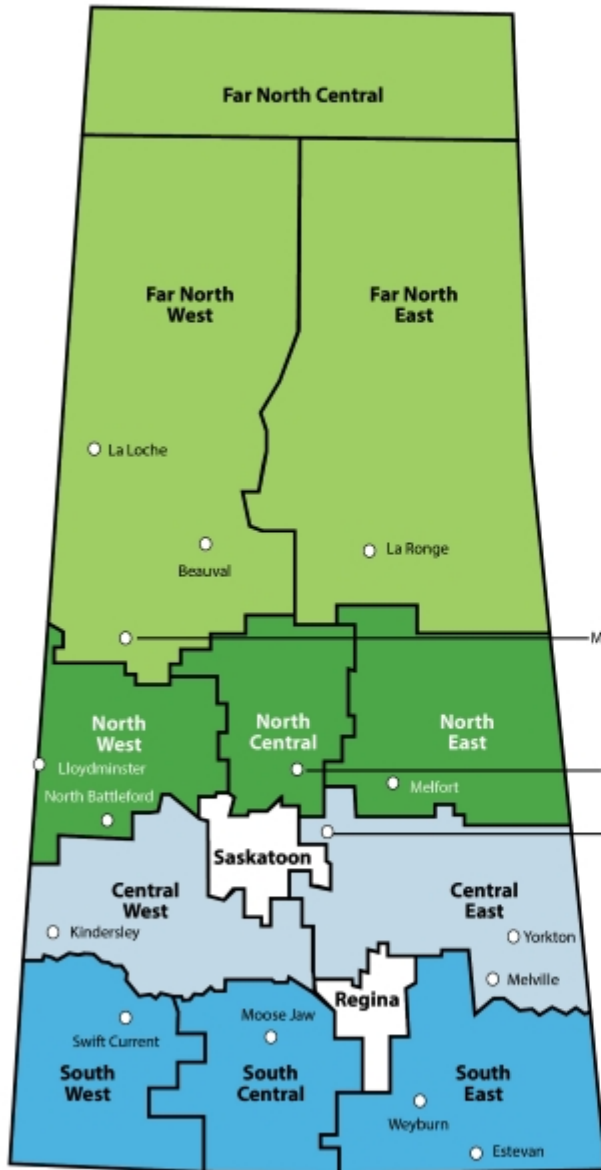 Far North Central
Far North
West
Far North
East
La Loche
Beauval
La Ronge
M
North
West
North
Central
North
East
Lloydminster
North Battleford
Melfort
Saskatoon
Central
West
Central
East
Kindersley
Yorkton
Melville
Regina
Moose Jaw
Swift Current
South
West
South
Central
South
East
Weyburn
Estevan